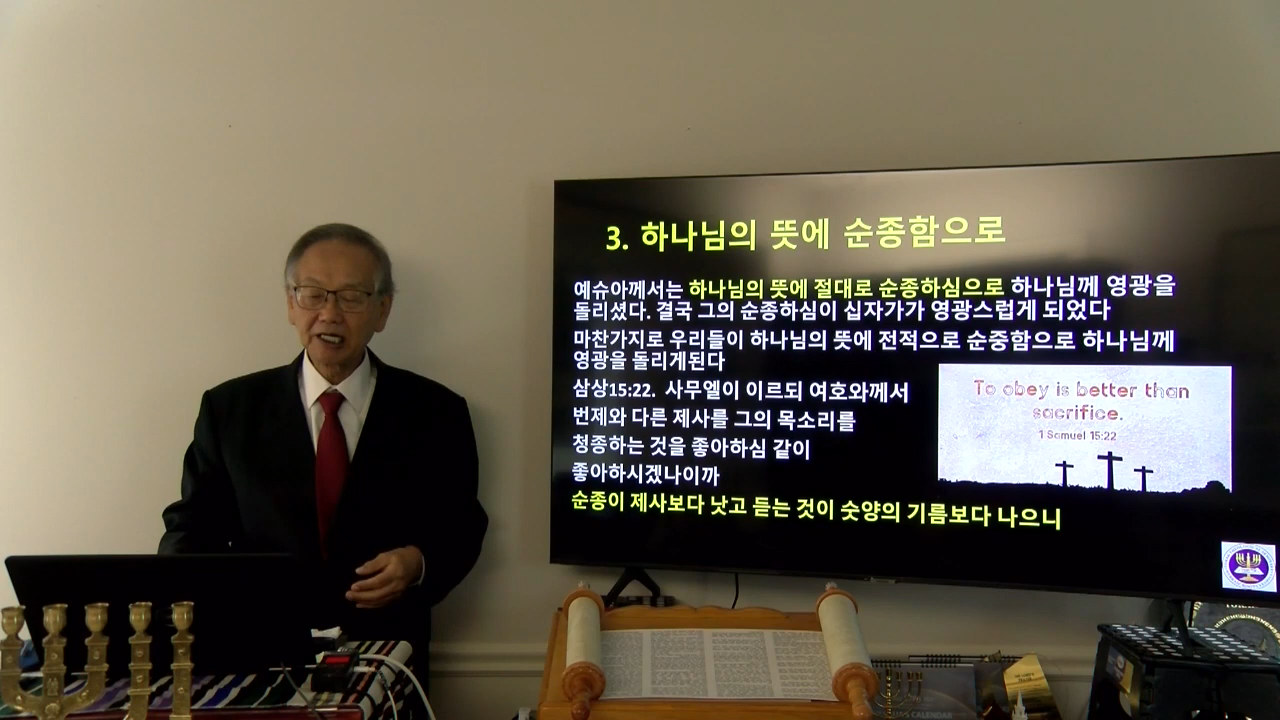 3. 하나님의 뜻에 순종함으로
예슈아께서는 하나님의 뜻에 절대로 순종하심으로 하나님께 영광을
돌리셨다. 결국 그의 순종하심이 십자가가 영광스럽게 되었다
마찬가지로 우리들이 하나님의 뜻에 전적으로 순중함으로 하나님께
영광을 돌리게된다
삼상15:22. 사무엘이 이르되 여호와께서
번제와 다른 제사를 그의 목소리를
청종하는 것을 좋아하심 같이
좋아하시겠나이까
순종이 제사보다 낫고 듣는 것이 숫양의 기름보다 나으니
To obey is better than
sacrifice.
1 Samuel 15:22
CALENDAR